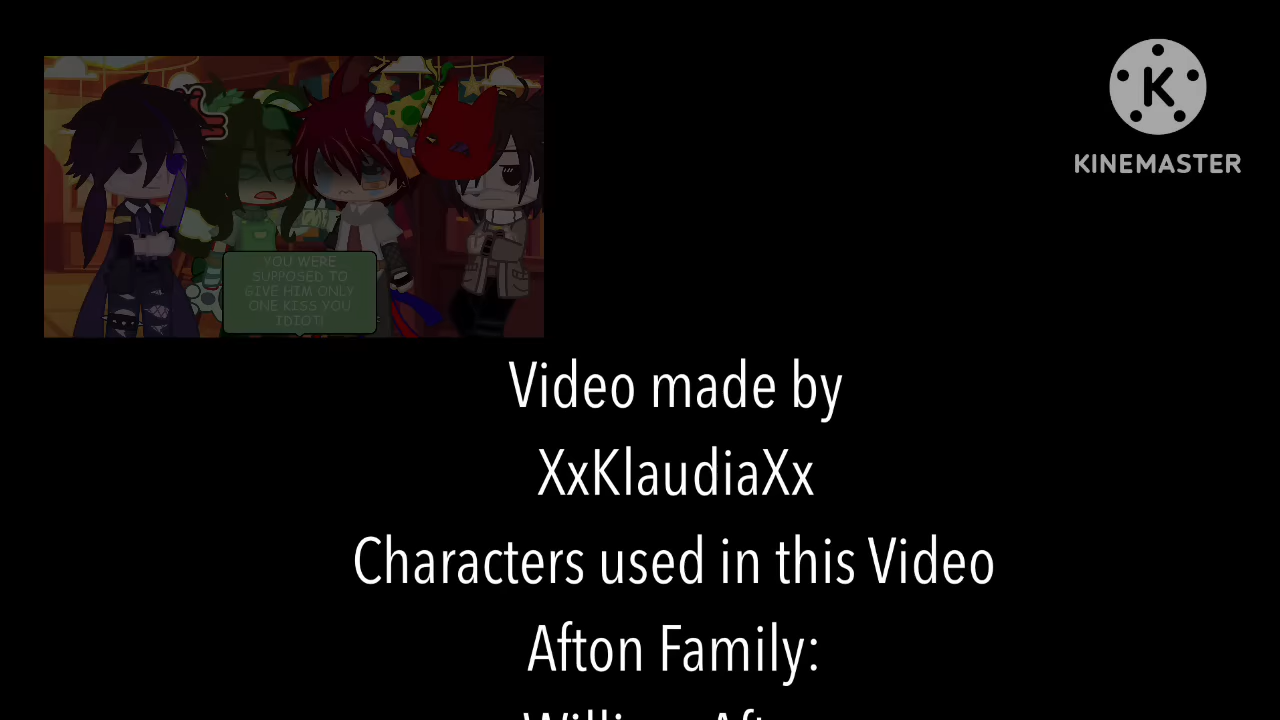 KINEMASTER
YOU WERE
SUPPOSED TO
GIVE HIM ONLY
ONE KISS YOU
IDIOT!
Video made by
XxKlaudiaXx
Characters used in this Video
Afton Family: